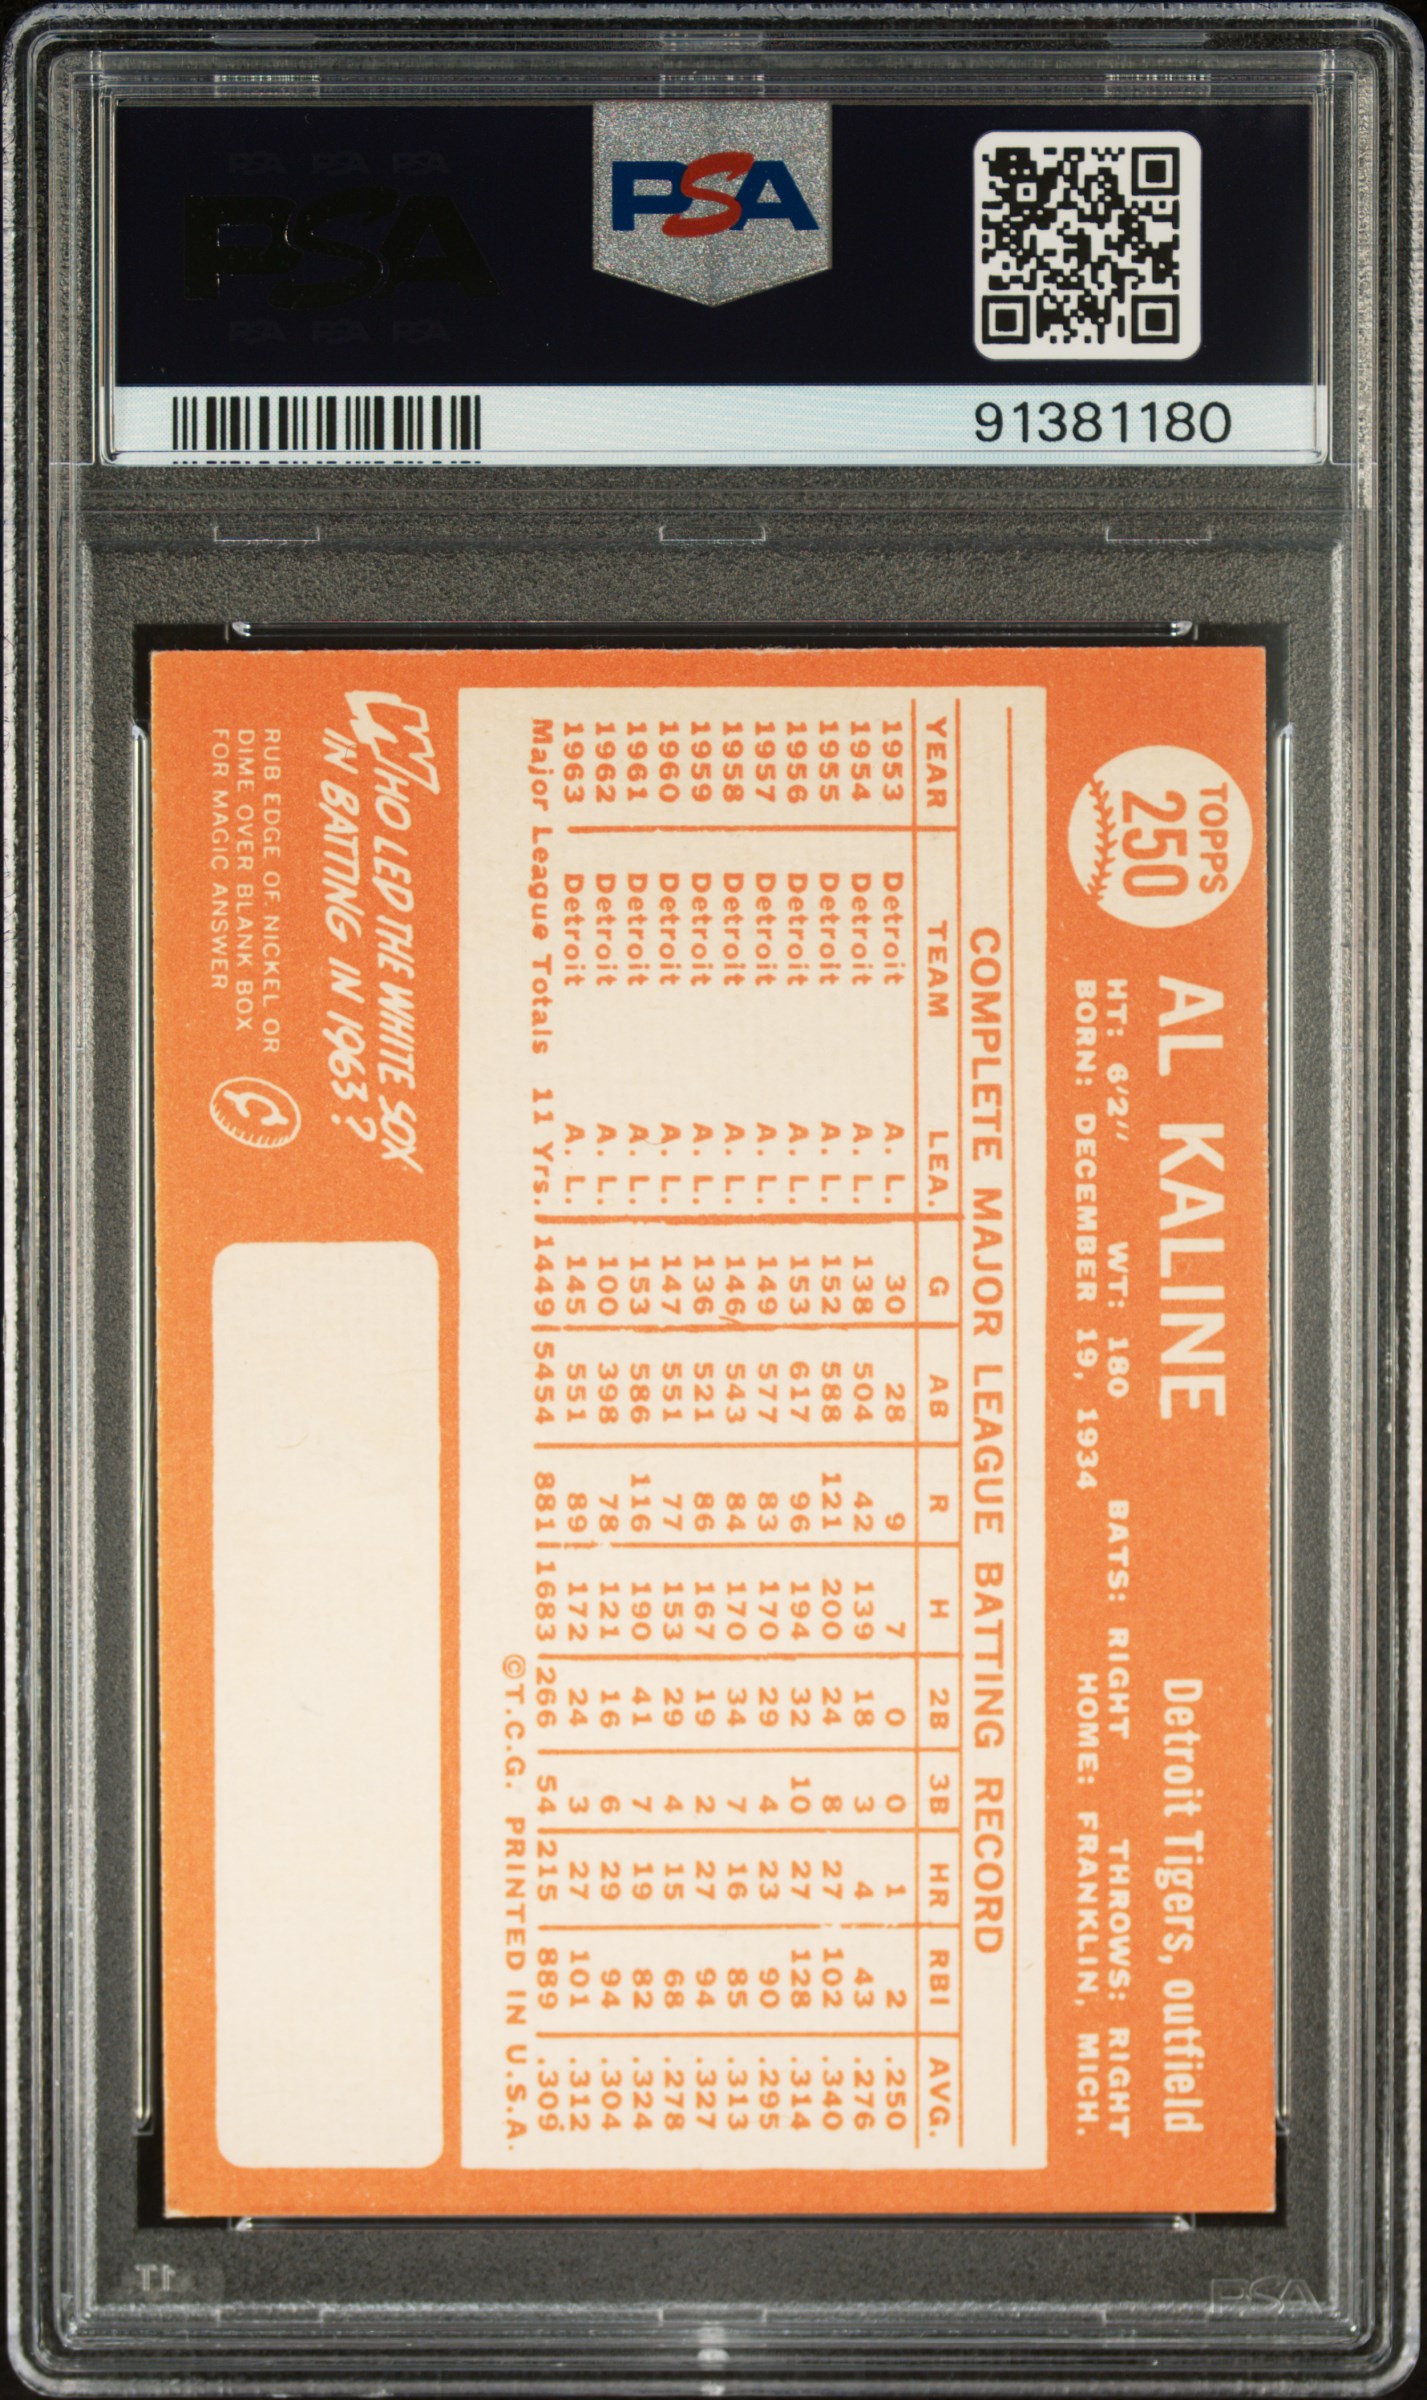 PSA
PSA PSA PSA
PSA
PSA PSA PSA
91381180
TOPPS
250
AL KALINE
Detroit Tigers, outfield
HT: 6'2" WT: 180 BATS: RIGHT THROWS: RIGHT
BORN: DECEMBER 19, 1934 HOME: FRANKLIN, MICH.
COMPLETE MAJOR LEAGUE BATTING RECORD
YEAR TEAM LEA. G AB R H 2B 3B HR RBI AVG.
1953 Detroit A. L. 30 28 9 7 0 0 1 2 .250
1954 Detroit A. L. 138 504 42 139 18 3 4 43 .276
1955 Detroit A. L. 152 588 121 200 24 8 27 102 .340
1956 Detroit A. L. 153 617 96 194 32 10 27 128 .314
1957 Detroit A. L. 149 577 83 170 29 4 23 90 .295
1958 Detroit A. L. 146 543 84 170 34 7 16 85 .313
1959 Detroit A. L. 136 521 86 167 19 2 27 94 .327
1960 Detroit A. L. 147 551 77 153 29 4 15 68 .278
1961 Detroit A. L. 153 586 116 190 41 7 19 82 .324
1962 Detroit A. L. 100 398 78 121 16 6 29 94 .304
1963 Detroit A. L. 145 551 89 172 24 3 27 101 .312
Major League Totals 11 Yrs. 1449 5454 881 1683 266 54 215 889 .309
©T.C.G. PRINTED IN U.S.A.
WHO LED THE WHITE SOX
IN BATTING IN 1963?
RUB EDGE OF NICKEL OR
DIME OVER BLANK BOX
FOR MAGIC ANSWER
PSA